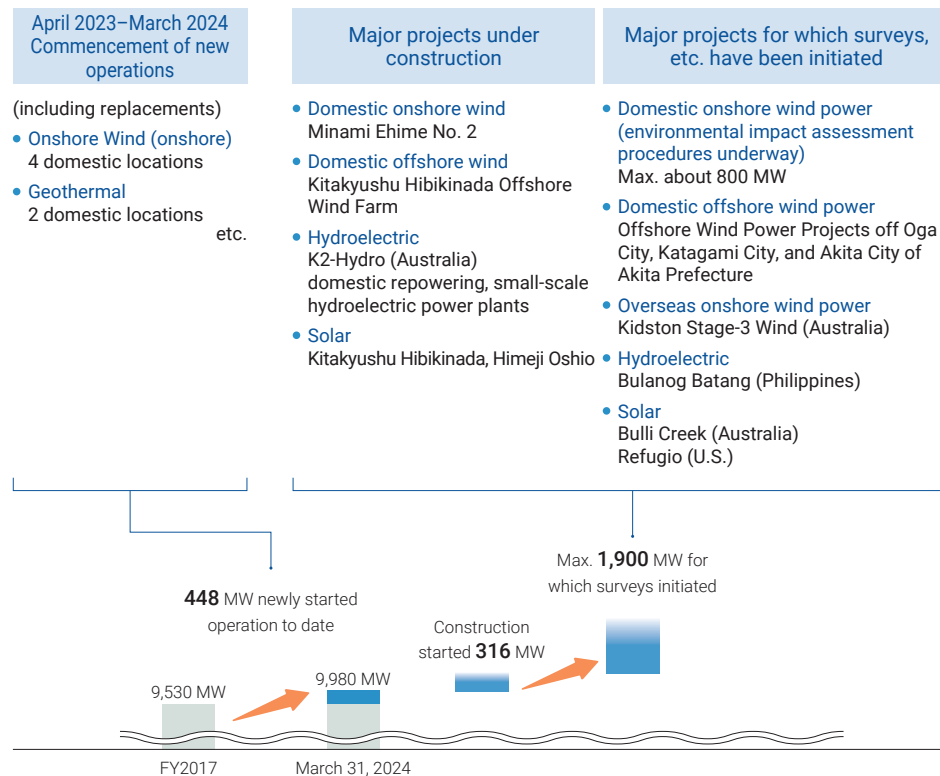 April 2023–March 2024
Commencement of new
operations
(including replacements)
• Onshore Wind (onshore)
4 domestic locations
• Geothermal
2 domestic locations
etc.
Major projects under
construction
• Domestic onshore wind
Minami Ehime No. 2
• Domestic offshore wind
Kitakyushu Hibikinada Offshore
Wind Farm
• Hydroelectric
K2-Hydro (Australia)
domestic repowering, small-scale
hydroelectric power plants
• Solar
Kitakyushu Hibikinada, Himeji Oshio
Major projects for which surveys,
etc. have been initiated
• Domestic onshore wind power
(environmental impact assessment
procedures underway)
Max. about 800 MW
• Domestic offshore wind power
Offshore Wind Power Projects off Oga
City, Katagami City, and Akita City of
Akita Prefecture
• Overseas onshore wind power
Kidston Stage-3 Wind (Australia)
• Hydroelectric
Bulanog Batang (Philippines)
• Solar
Bulli Creek (Australia)
Refugio (U.S.)
448 MW newly started
operation to date
Max. 1,900 MW for
which surveys initiated
Construction
started 316 MW
9,530 MW
9,980 MW
FY2017
March 31, 2024